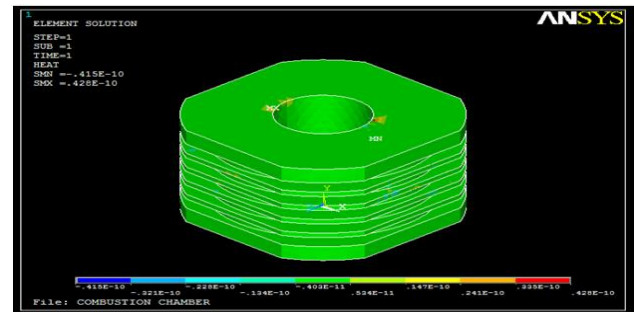 1
ELEMENT SOLUTION
ANSYS
STEP=1
SUB =1
TIME=1
HEAT
SMN =-.415E-10
SMX =.428E-10
MX
MN
Y
X
-.415E-10 -.321E-10 -.228E-10 -.134E-10 -.403E-11 .534E-11 .147E-10 .241E-10 .335E-10 .428E-10
File: COMBUSTION CHAMBER